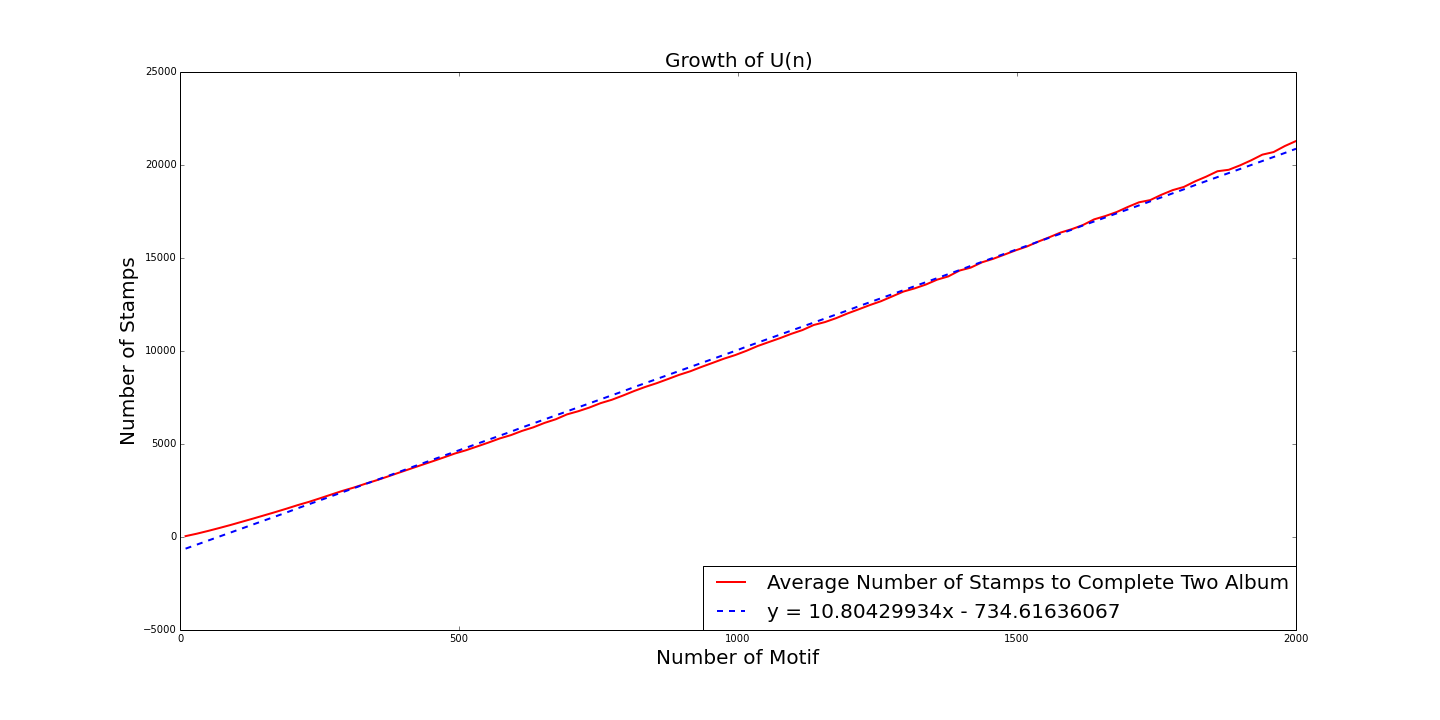 Growth of U(n)
25000
20000
15000
10000
5000
0
−5000
Number of Stamps
0 500 1000 1500 2000
Number of Motif
Average Number of Stamps to Complete Two Album
y = 10.80429934x - 734.61636067